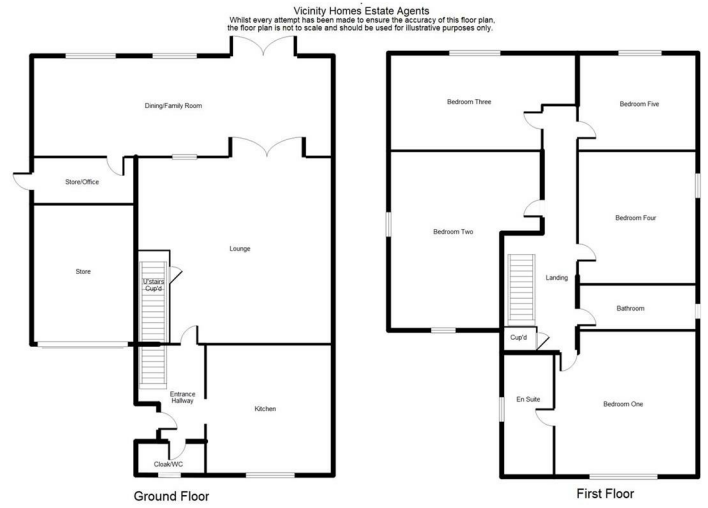 Vicinity Homes Estate Agents
Whilst every attempt has been made to ensure the accuracy of this floor plan,
the floor plan is not to scale and should be used for illustrative purposes only.
Dining/Family Room
Store/Office
Store
Lounge
U'stairs
Cup'd
Entrance
Hallway
Kitchen
Cloak/WC
Ground Floor
Bedroom Three
Bedroom Five
Bedroom Two
Bedroom Four
Landing
Bathroom
Cup'd
En Suite
Bedroom One
First Floor